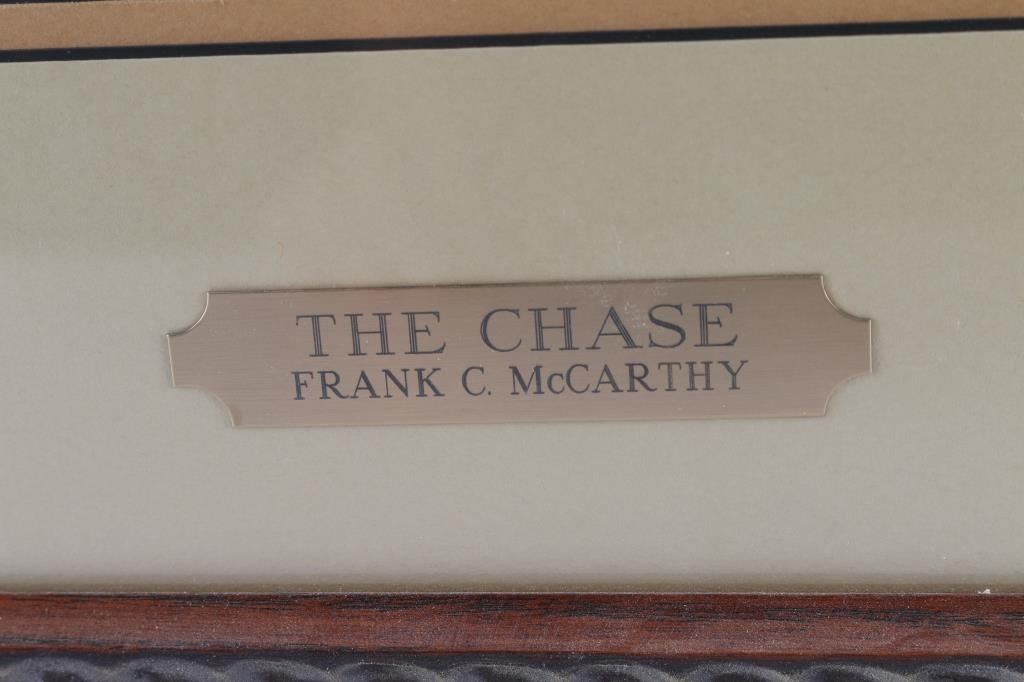 THE CHASE
FRANK C. McCARTHY